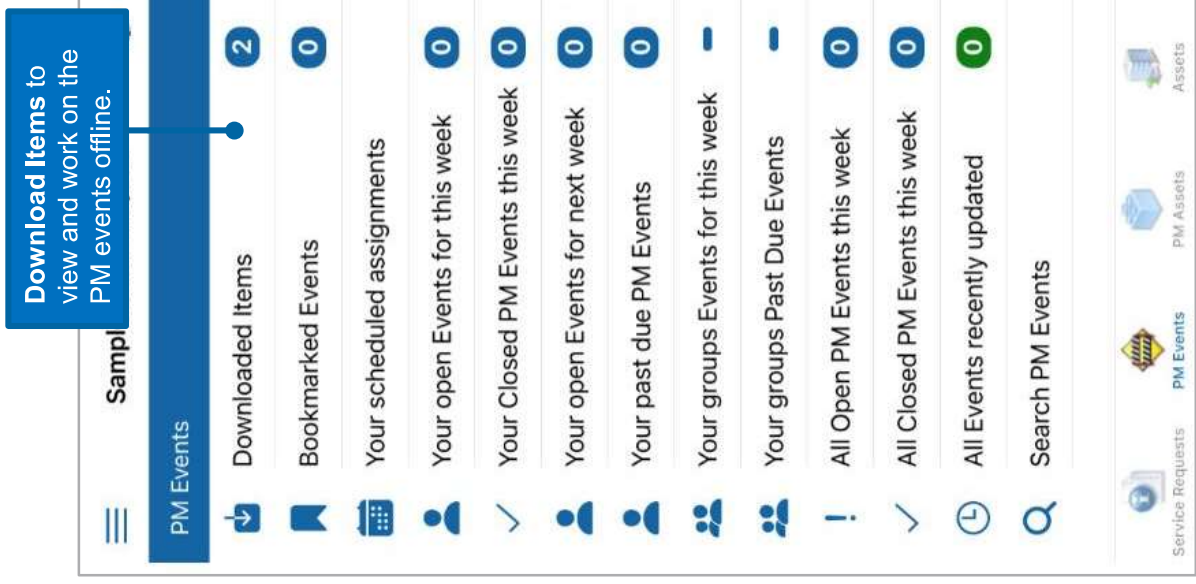 Download Items to
view and work on the
PM events offline.
Sampl
PM Events
Downloaded Items 2
Bookmarked Events 0
Your scheduled assignments
Your open Events for this week 0
Your Closed PM Events this week 0
Your open Events for next week 0
Your past due PM Events 0
Your groups Events for this week -
Your groups Past Due Events -
All Open PM Events this week 0
All Closed PM Events this week 0
All Events recently updated 0
Search PM Events
Service Requests PM Events PM Assets Assets